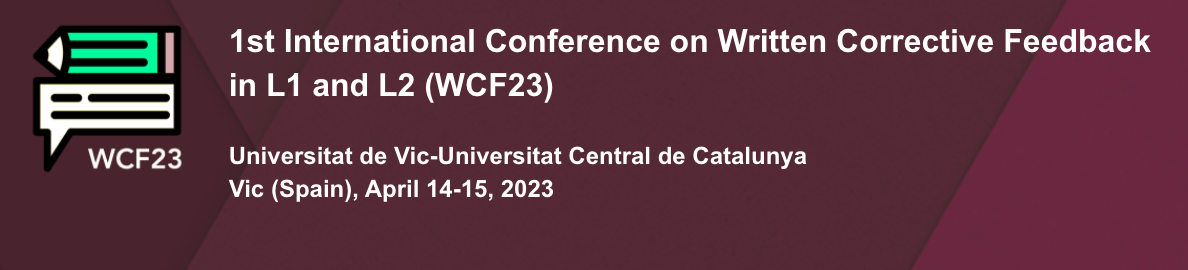 1st International Conference on Written Corrective Feedback
in L1 and L2 (WCF23)
Universitat de Vic-Universitat Central de Catalunya
Vic (Spain), April 14-15, 2023
WCF23